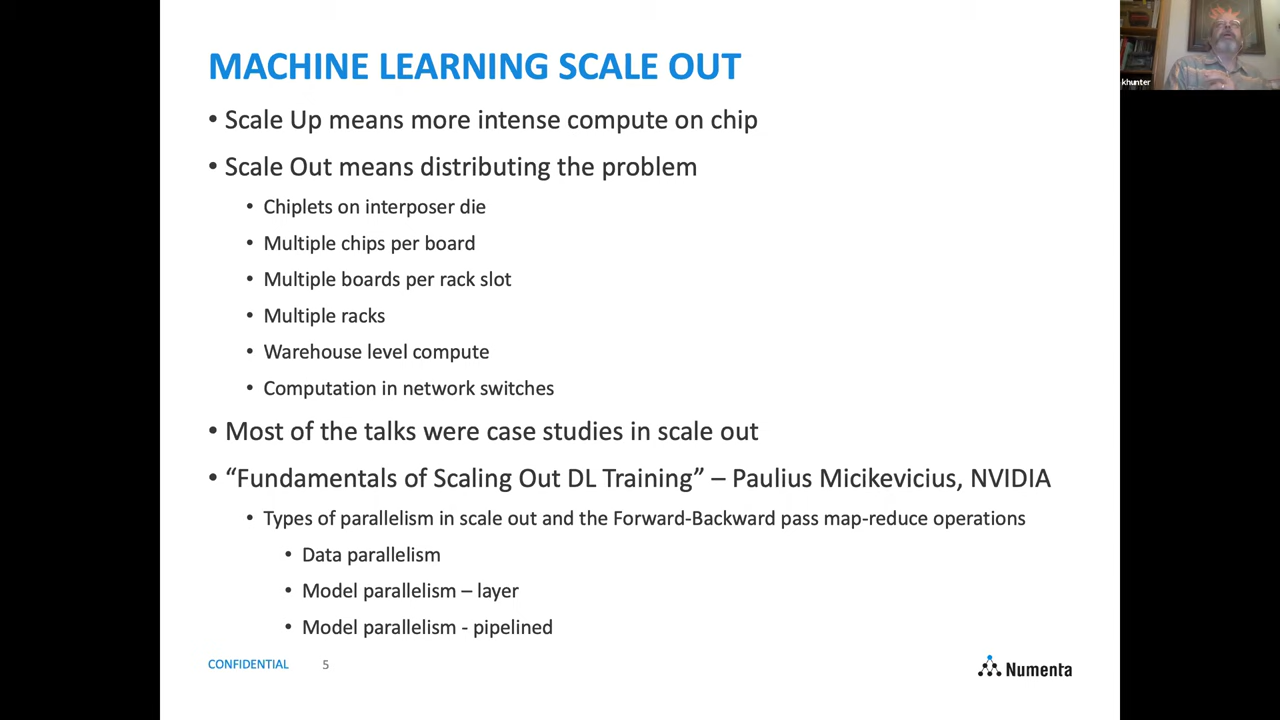 MACHINE LEARNING SCALE OUT
• Scale Up means more intense compute on chip
• Scale Out means distributing the problem
• Chiplets on interposer die
• Multiple chips per board
• Multiple boards per rack slot
• Multiple racks
• Warehouse level compute
• Computation in network switches
• Most of the talks were case studies in scale out
• “Fundamentals of Scaling Out DL Training” – Paulius Micikevicius, NVIDIA
• Types of parallelism in scale out and the Forward-Backward pass map-reduce operations
• Data parallelism
• Model parallelism – layer
• Model parallelism - pipelined
CONFIDENTIAL 5
Numenta
khunter